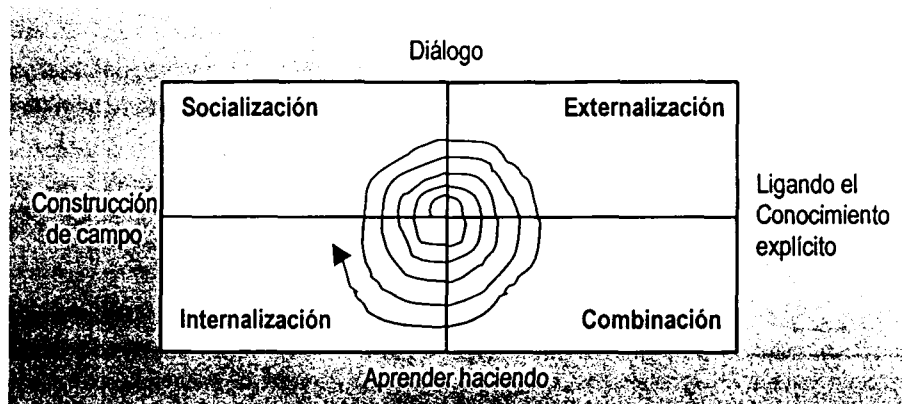 Diálogo
Socialización
Externalización
Construcción
de campo
Ligando el
Conocimiento
explícito
Internalización
Combinación
Aprender haciendo